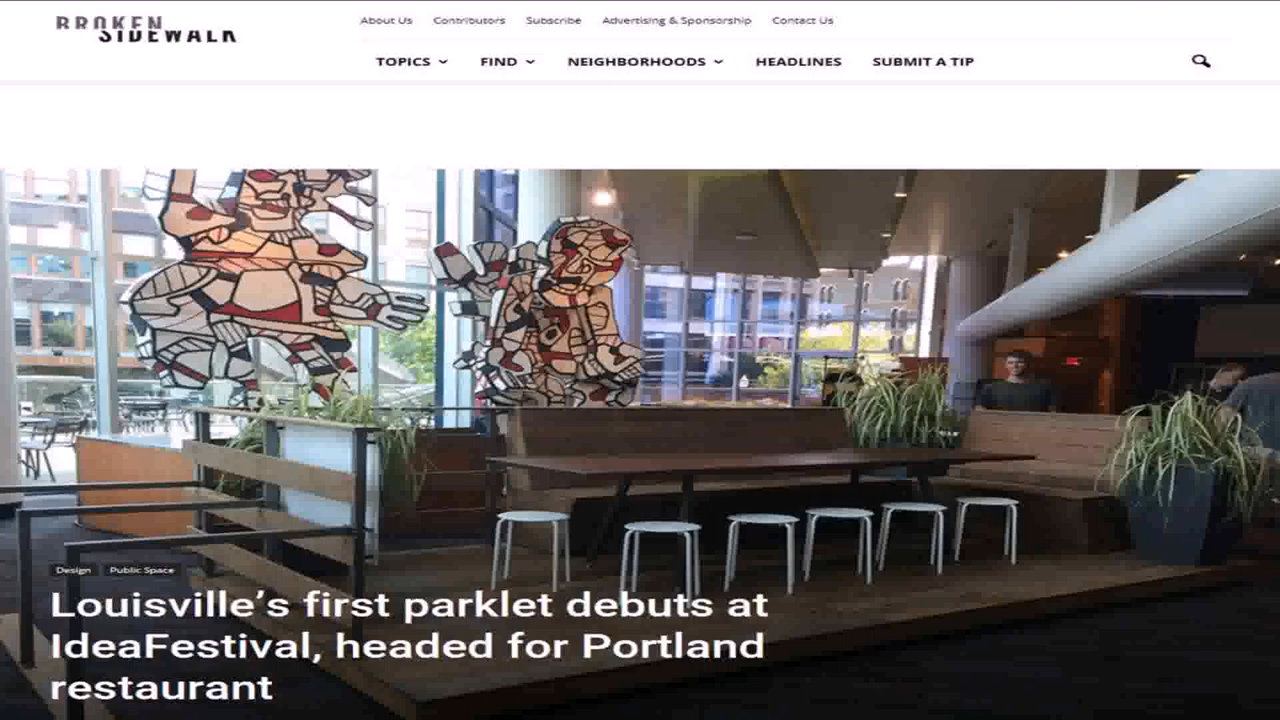 BROKEN
SIDEWALK
About Us Contributors Subscribe Advertising & Sponsorship Contact Us
TOPICS FIND NEIGHBORHOODS HEADLINES SUBMIT A TIP
Design Public Space
Louisville’s first parklet debuts at
IdeaFestival, headed for Portland
restaurant